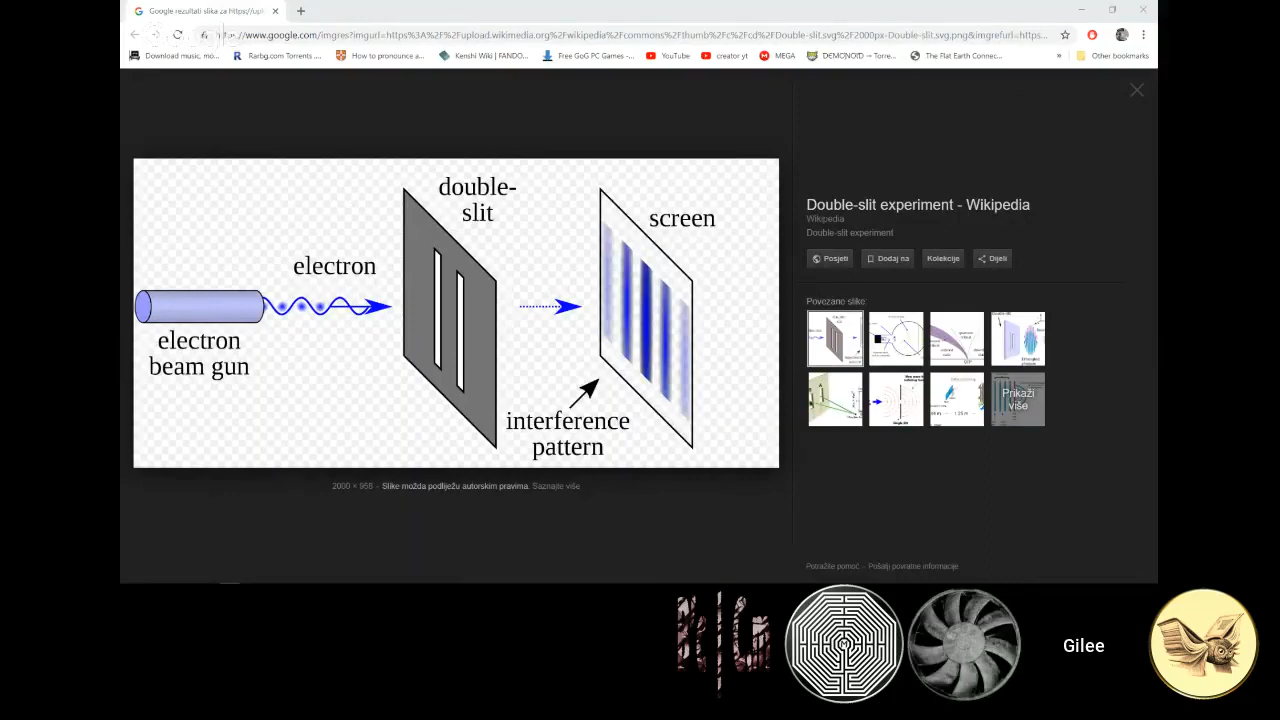 Google rezultati slika za https://upl
www.google.com/imgres?imgurl=https%3A%2F%2Fupload.wikimedia.org%2Fwikipedia%2Fcommons%2Fthumb%2Fc%2Fcd%2FDouble-slit.svg%2F2000px-Double-slit.svg.png&imgrefurl=https...
Download music, mo... Rarbg.com Torrents ... How to pronounce a... Kenshi Wiki | FANDO... Free GoG PC Games -... YouTube creator yt MEGA DEMONOID — Torre... The Flat Earth Connec... » Other bookmarks
double-
slit
screen
electron
electron
beam gun
interference
pattern
2000 × 958 - Slike možda podliježu autorskim pravima. Saznajte više
Double-slit experiment - Wikipedia
Wikipedia
Double-slit experiment
Posjeti Dodaj na Kolekcije Dijeli
Povezano slike:
Prikaži
više
Potražite pomoć - Pošalji povratne informacije
Gilee